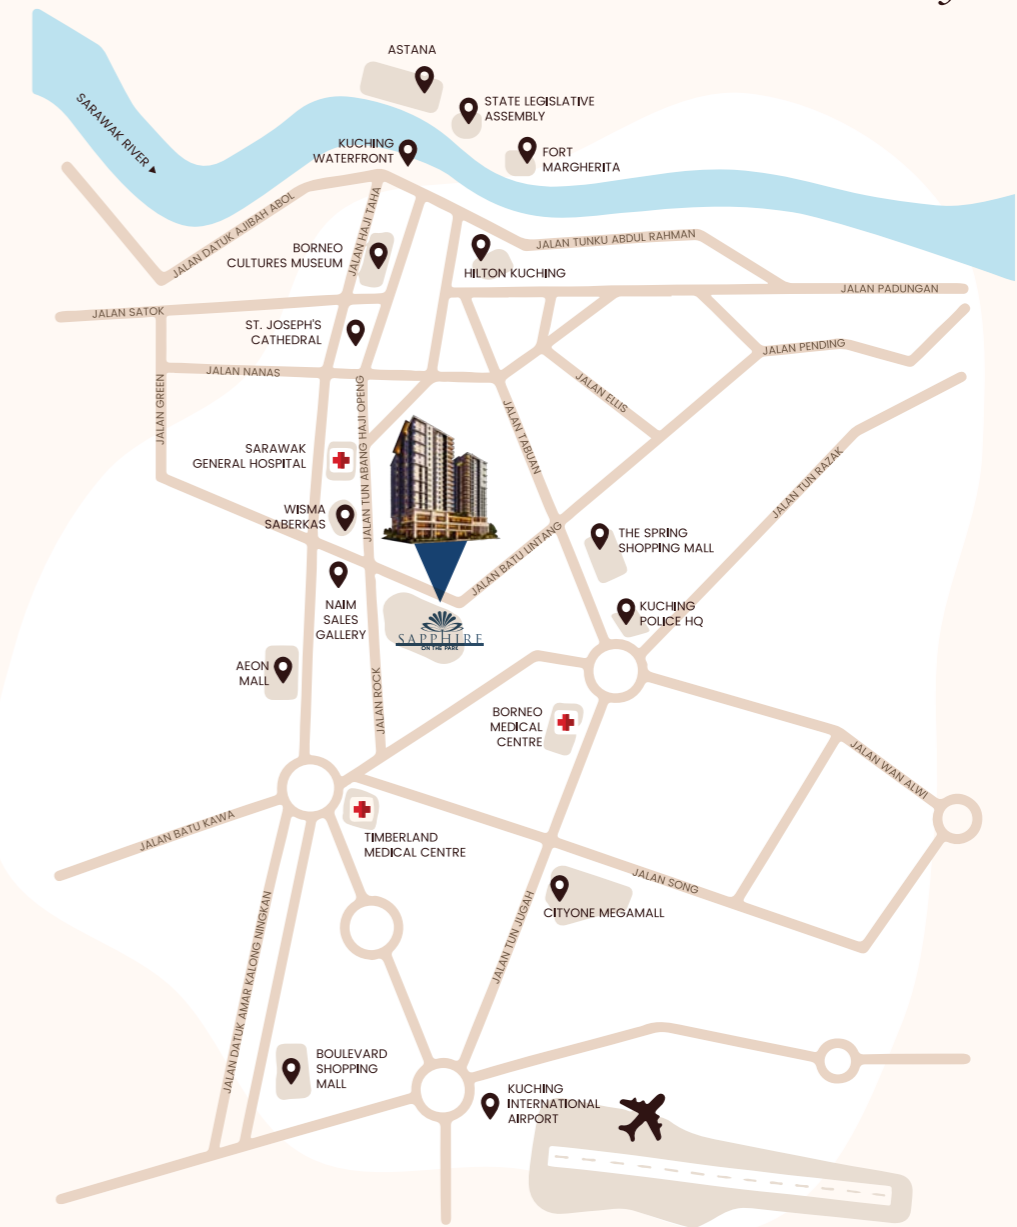 ASTANA
STATE LEGISLATIVE
ASSEMBLY
SARAWAK RIVER
KUCHING
WATERFRONT
FORT
MARGHERITA
JALAN DATUK AJIBAH ABOL
JALAN HAJI TAHA
BORNEO
CULTURES MUSEUM
JALAN TUNKU ABDUL RAHMAN
HILTON KUCHING
JALAN PADUNGAN
JALAN SATOK
ST. JOSEPH'S
CATHEDRAL
JALAN PENDING
JALAN NANAS
JALAN GREEN
JALAN ELLIS
JALAN TABUAN
JALAN TUN ABANG HAJI OPENG
SARAWAK
GENERAL HOSPITAL
JALAN TUN RAZAK
WISMA
SABERKAS
THE SPRING
SHOPPING MALL
JALAN BATU LINTANG
NAIM
SALES
GALLERY
KUCHING
POLICE HQ
SAPPHIRE
ON THE PARK
AEON
MALL
JALAN ROCK
BORNEO
MEDICAL
CENTRE
JALAN WAN ALWI
JALAN BATU KAWA
TIMBERLAND
MEDICAL CENTRE
JALAN SONG
CITYONE MEGAMALL
JALAN TUN JUGAH
JALAN DATUK AMAR KALONG NINGKAN
BOULEVARD
SHOPPING
MALL
KUCHING
INTERNATIONAL
AIRPORT